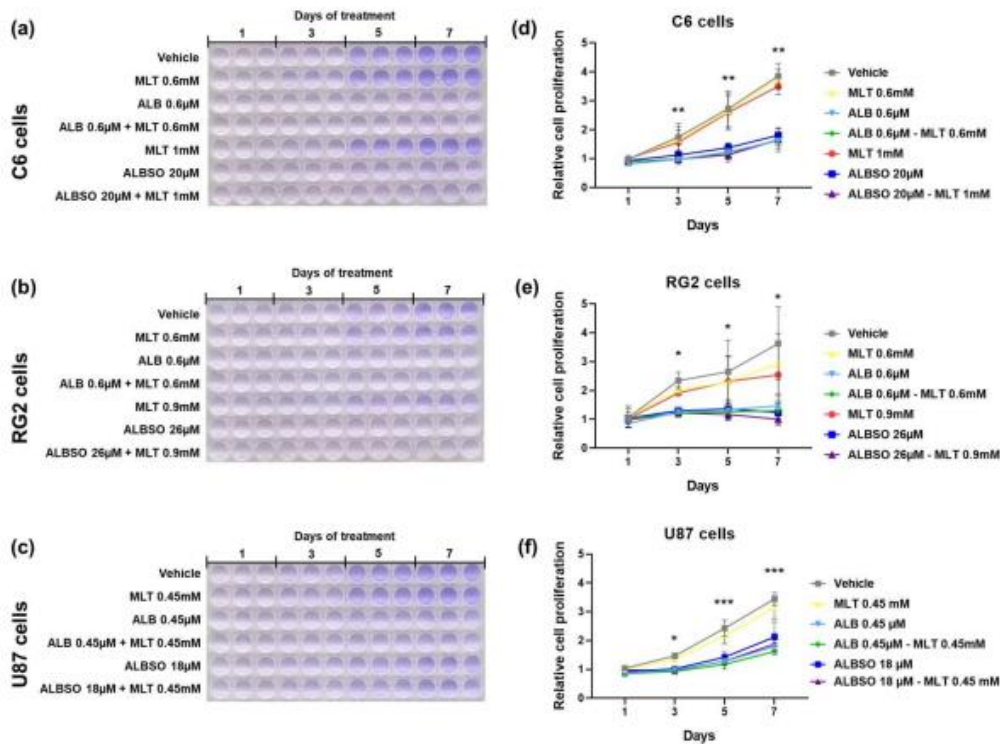 (a)
Days of treatment
1 3 5 7
C6 cells
Vehicle
MLT 0.6mM
ALB 0.6µM
ALB 0.6µM + MLT 0.6mM
MLT 1mM
ALBSO 20µM
ALBSO 20µM + MLT 1mM
(d)
C6 cells
Relative cell proliferation
5
4
3
2
1
0
** ** **
1 3 5 7
Days
Vehicle
MLT 0.6mM
ALB 0.6µM
ALB 0.6µM - MLT 0.6mM
MLT 1mM
ALBSO 20µM
ALBSO 20µM - MLT 1mM
(b)
Days of treatment
1 3 5 7
RG2 cells
Vehicle
MLT 0.6mM
ALB 0.6µM
ALB 0.6µM + MLT 0.6mM
MLT 0.9mM
ALBSO 26µM
ALBSO 26µM + MLT 0.9mM
(e)
RG2 cells
Relative cell proliferation
5
4
3
2
1
0
* * *
1 3 5 7
Days
Vehicle
MLT 0.6mM
ALB 0.6µM
ALB 0.6µM - MLT 0.6mM
MLT 0.9mM
ALBSO 26µM
ALBSO 26µM - MLT 0.9mM
(c)
Days of treatment
1 3 5 7
U87 cells
Vehicle
MLT 0.45mM
ALB 0.45µM
ALB 0.45µM + MLT 0.45mM
ALBSO 18µM
ALBSO 18µM + MLT 0.45mM
(f)
U87 cells
Relative cell proliferation
5
4
3
2
1
0
* *** ***
1 3 5 7
Days
Vehicle
MLT 0.45 mM
ALB 0.45 µM
ALB 0.45µM - MLT 0.45mM
ALBSO 18 µM
ALBSO 18 µM - MLT 0.45 mM